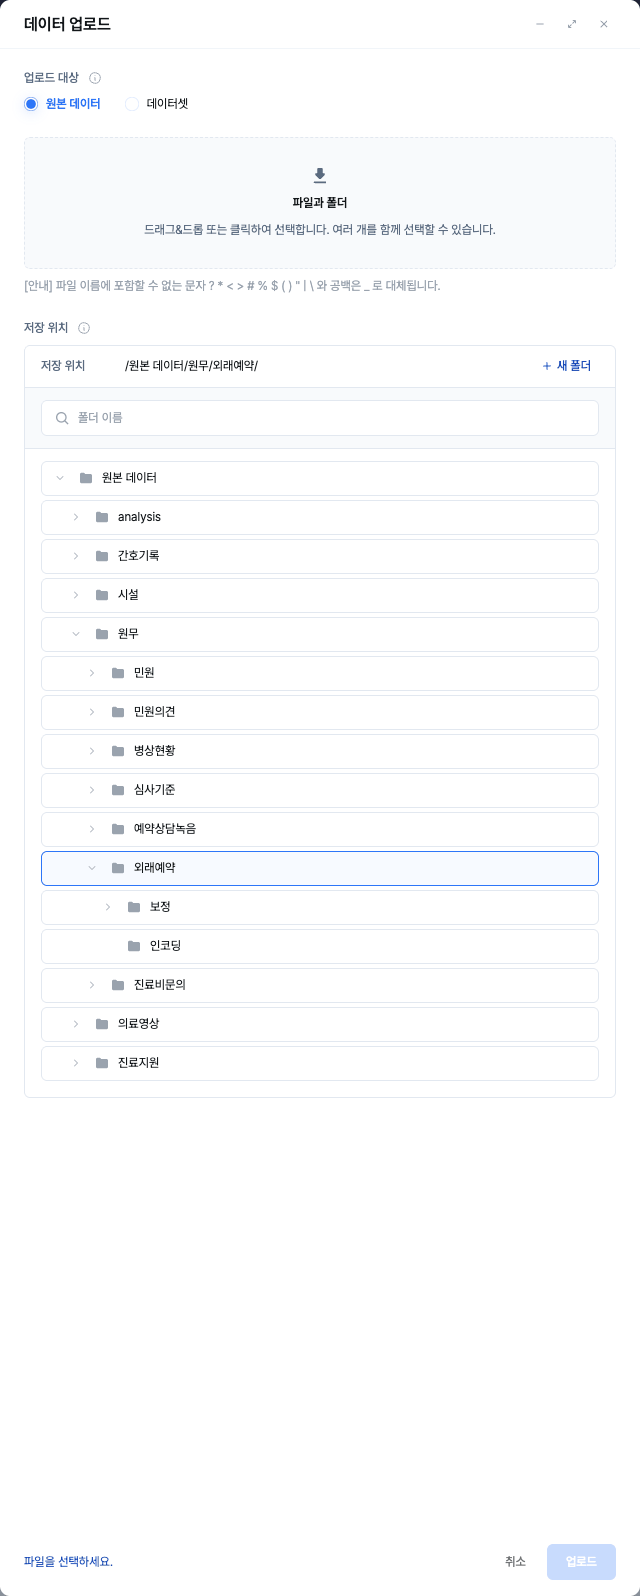 데이터 업로드
업로드 대상
원본 데이터 데이터셋
파일과 폴더
드래그&드롭 또는 클릭하여 선택합니다. 여러 개를 함께 선택할 수 있습니다.
[안내] 파일 이름에 포함할 수 없는 문자 ? * < > # % $ ( ) " | \ 와 공백은 _ 로 대체됩니다.
저장 위치
저장 위치 /원본 데이터/원무/외래예약/ + 새 폴더
폴더 이름
원본 데이터
analysis
간호기록
시설
원무
민원
민원의견
병상현황
심사기준
예약상담녹음
외래예약
보정
인코딩
진료비문의
의료영상
진료지원
파일을 선택하세요. 취소 업로드